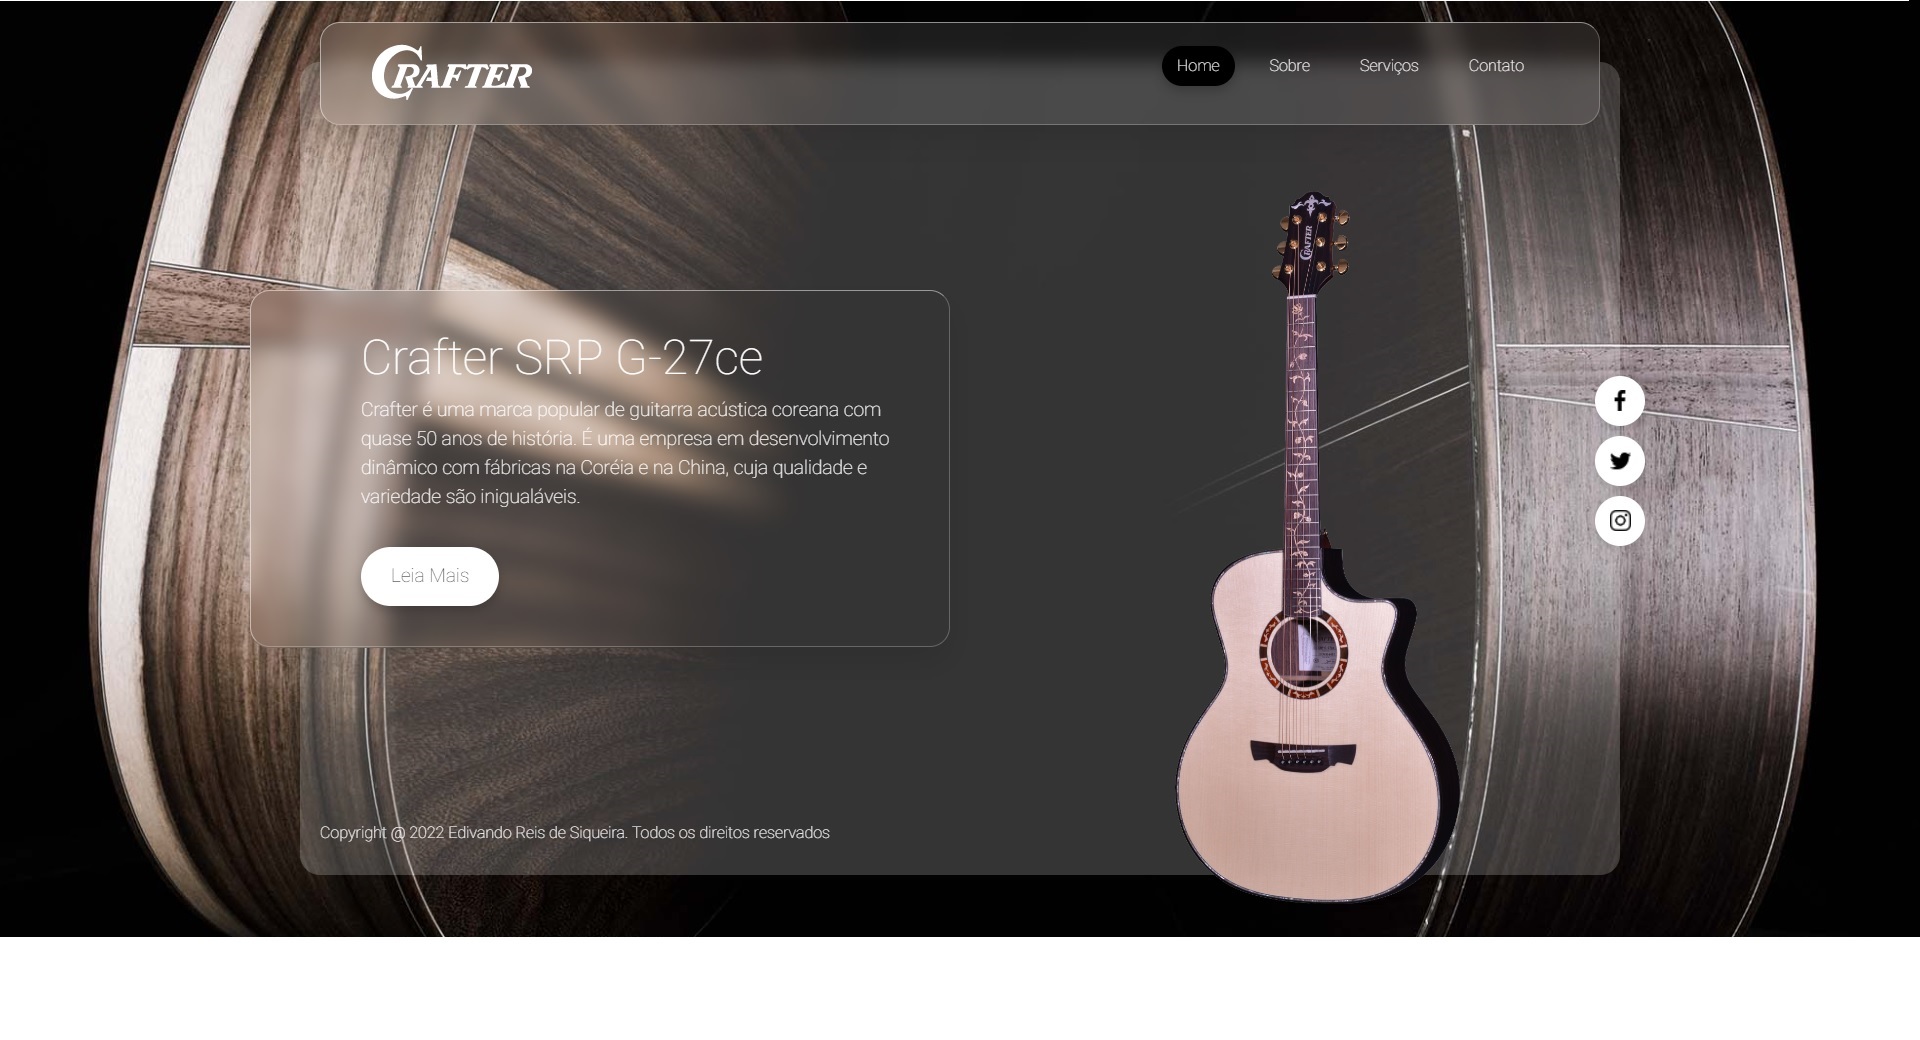 CRAFTER
Home Sobre Serviços Contato
CRAFTER
Crafter SRP G-27ce
Crafter é uma marca popular de guitarra acústica coreana com
quase 50 anos de história. É uma empresa em desenvolvimento
dinâmico com fábricas na Coréia e na China, cuja qualidade e
variedade são inigualáveis.
Leia Mais
Copyright @ 2022 Edivando Reis de Siqueira. Todos os direitos reservados